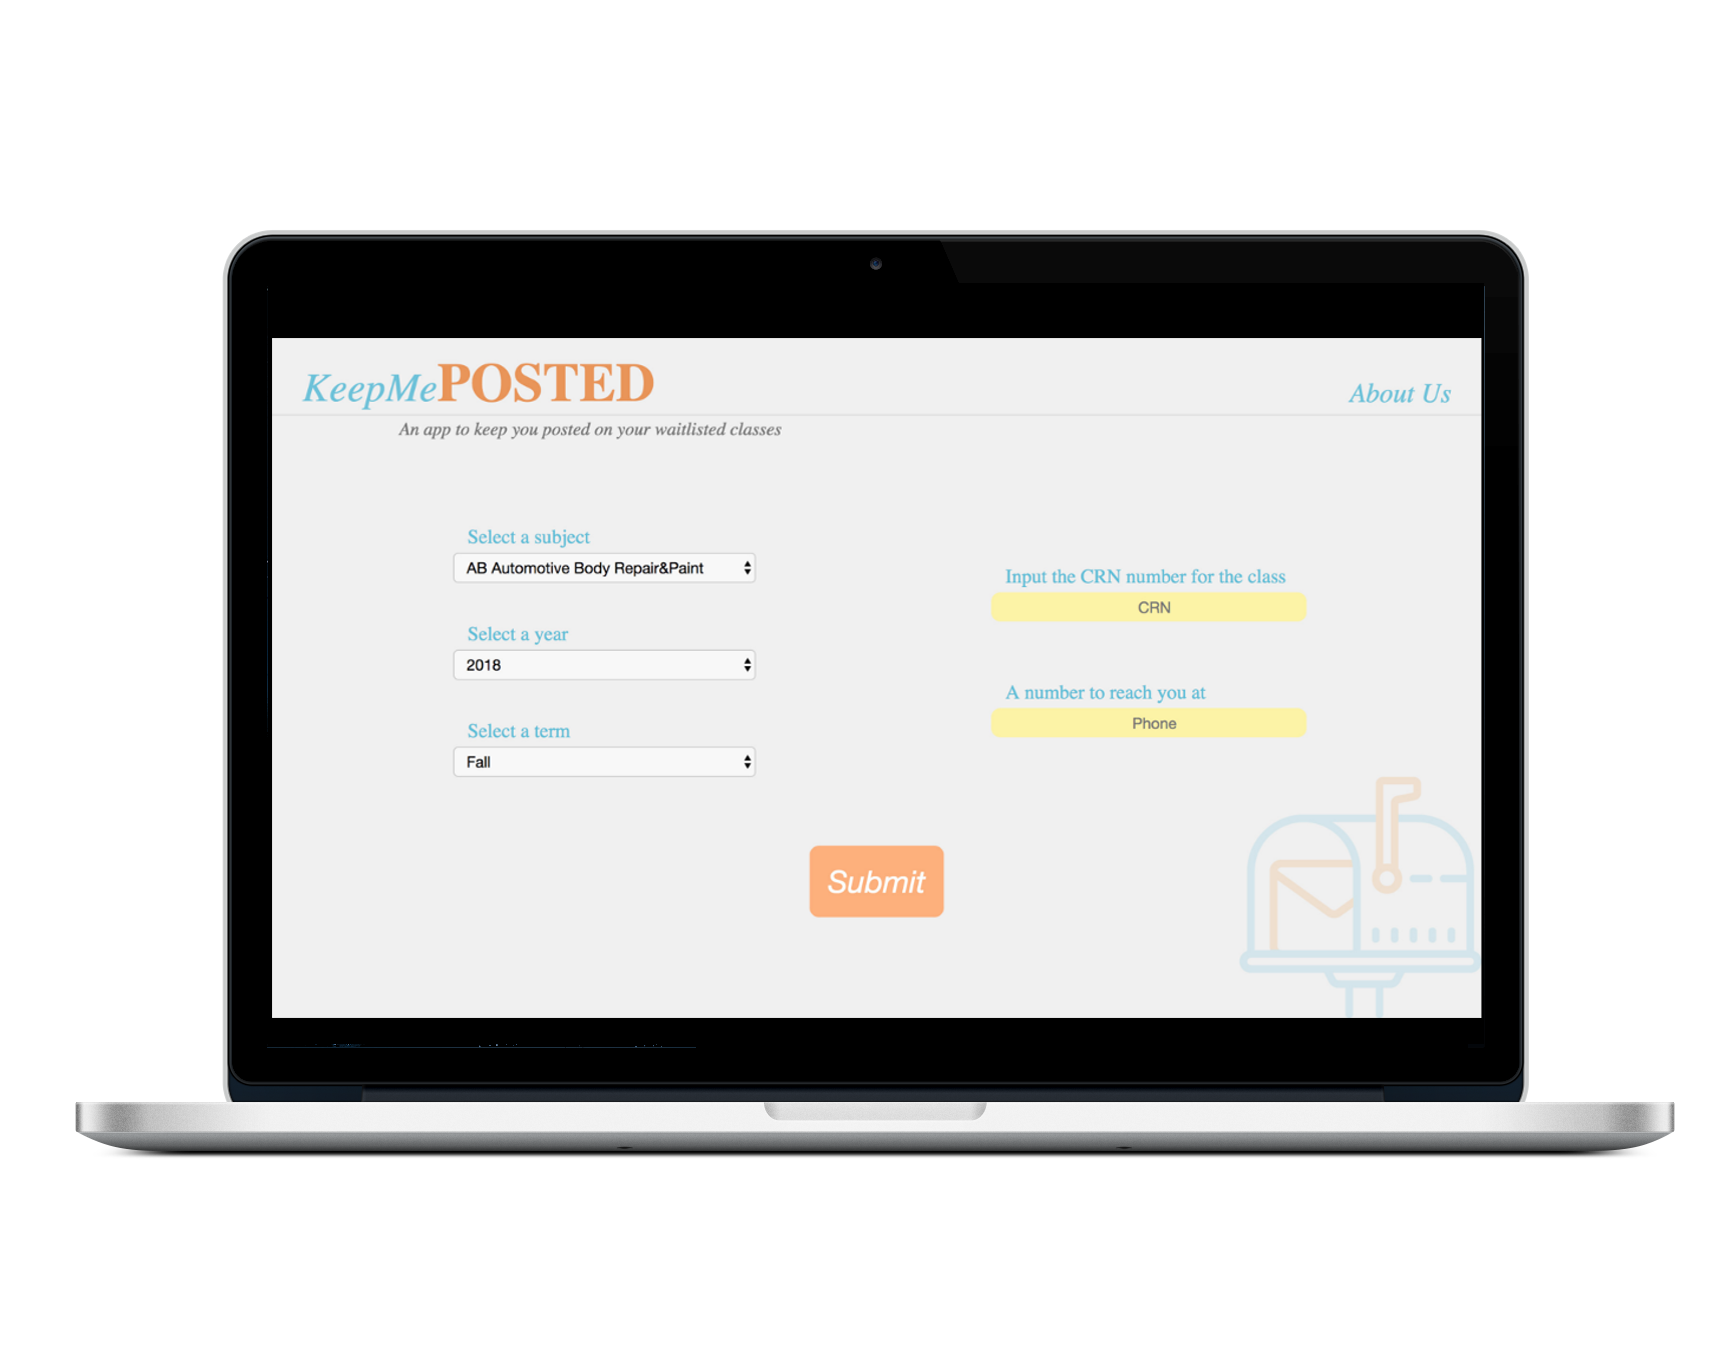 KeepMePOSTED
About Us
An app to keep you posted on your waitlisted classes
Select a subject
AB Automotive Body Repair&Paint
Select a year
2018
Select a term
Fall
Input the CRN number for the class
CRN
A number to reach you at
Phone
Submit